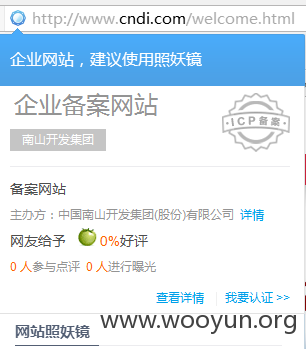 http://www.cndi.com/welcome.html
企业网站，建议使用照妖镜
企业备案网站
南山开发集团
ICP备案
备案网站
主办方：中国南山开发集团(股份)有限公司 详情
网友给予 0%好评
0 人参与点评 0 人进行曝光
查看详情 我要认证 >>
www.wooyun.org
网站照妖镜